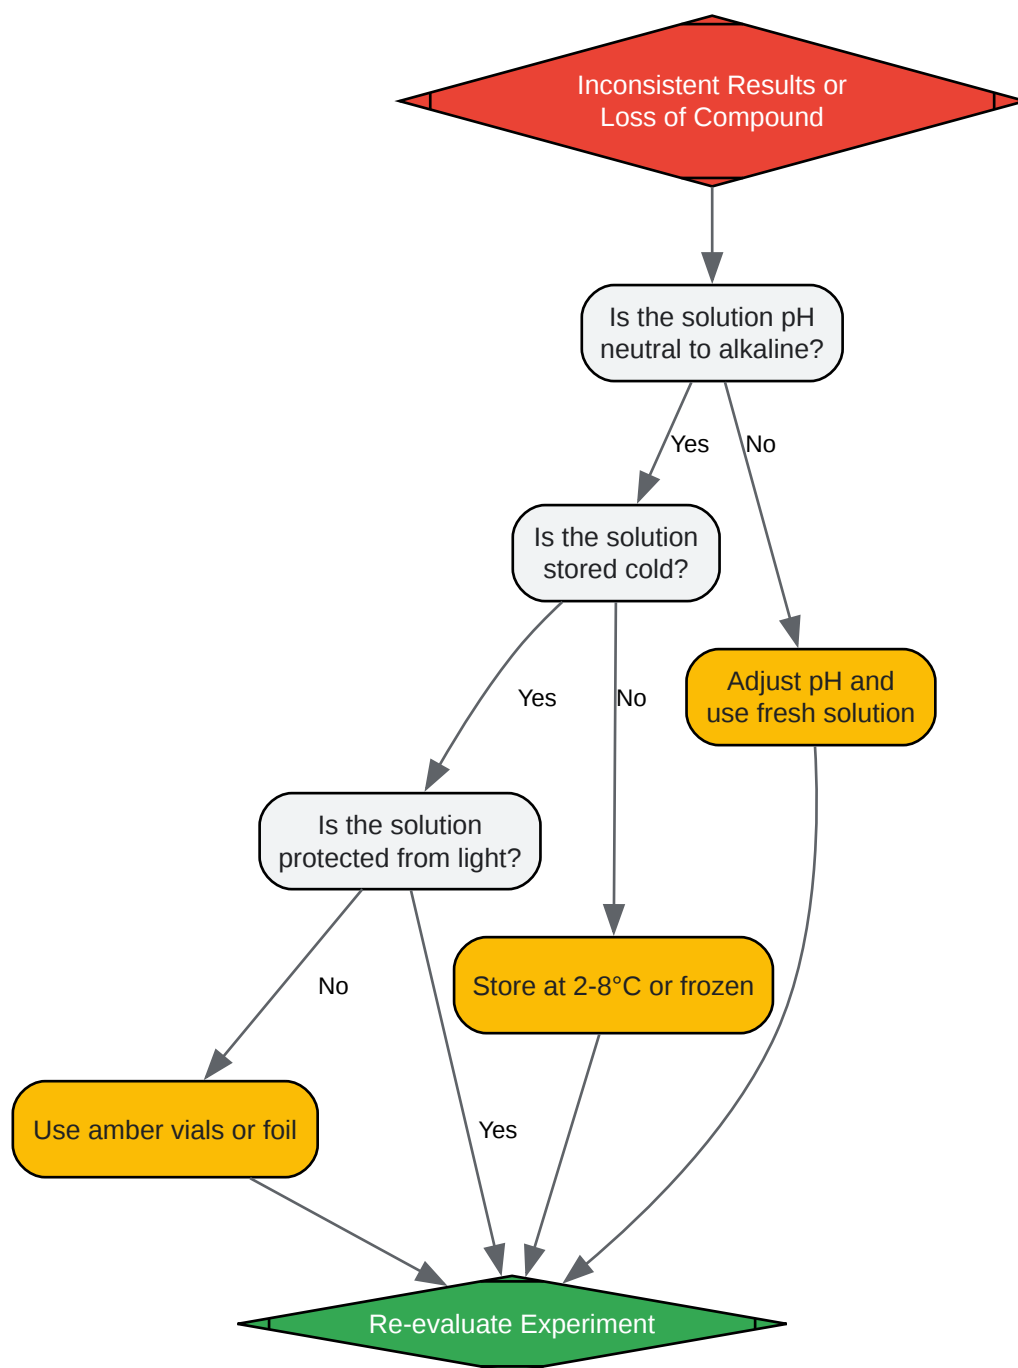 Inconsistent Results or
Loss of Compound
Is the solution pH
neutral to alkaline?
Yes
No
Is the solution
stored cold?
Yes
No
Adjust pH and
use fresh solution
Is the solution
protected from light?
No
Store at 2-8°C or frozen
Use amber vials or foil
Yes
Re-evaluate Experiment